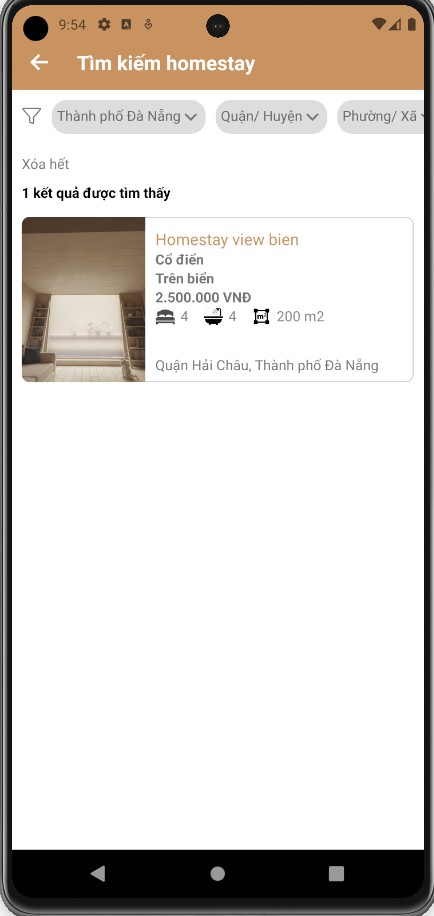 9:54
Tìm kiếm homestay
Thành phố Đà Nẵng
Quận/ Huyện
Phường/ Xã
Xóa hết
1 kết quả được tìm thấy
Homestay view bien
Cổ điển
Trên biển
2.500.000 VNĐ
4 4 200 m2
Quận Hải Châu, Thành phố Đà Nẵng